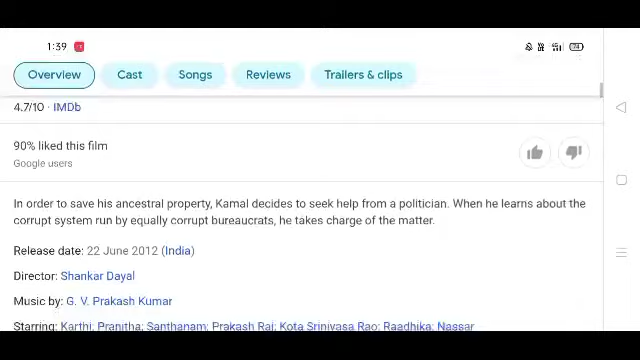 1:39
Overview Cast Songs Reviews Trailers & clips
4.7/10 · IMDb
90% liked this film
Google users
In order to save his ancestral property, Kamal decides to seek help from a politician. When he learns about the
corrupt system run by equally corrupt bureaucrats, he takes charge of the matter.
Release date: 22 June 2012 (India)
Director: Shankar Dayal
Music by: G. V. Prakash Kumar
Starring: Karthi; Pranitha; Santhanam; Prakash Raj; Kota Srinivasa Rao; Raadhika; Nassar